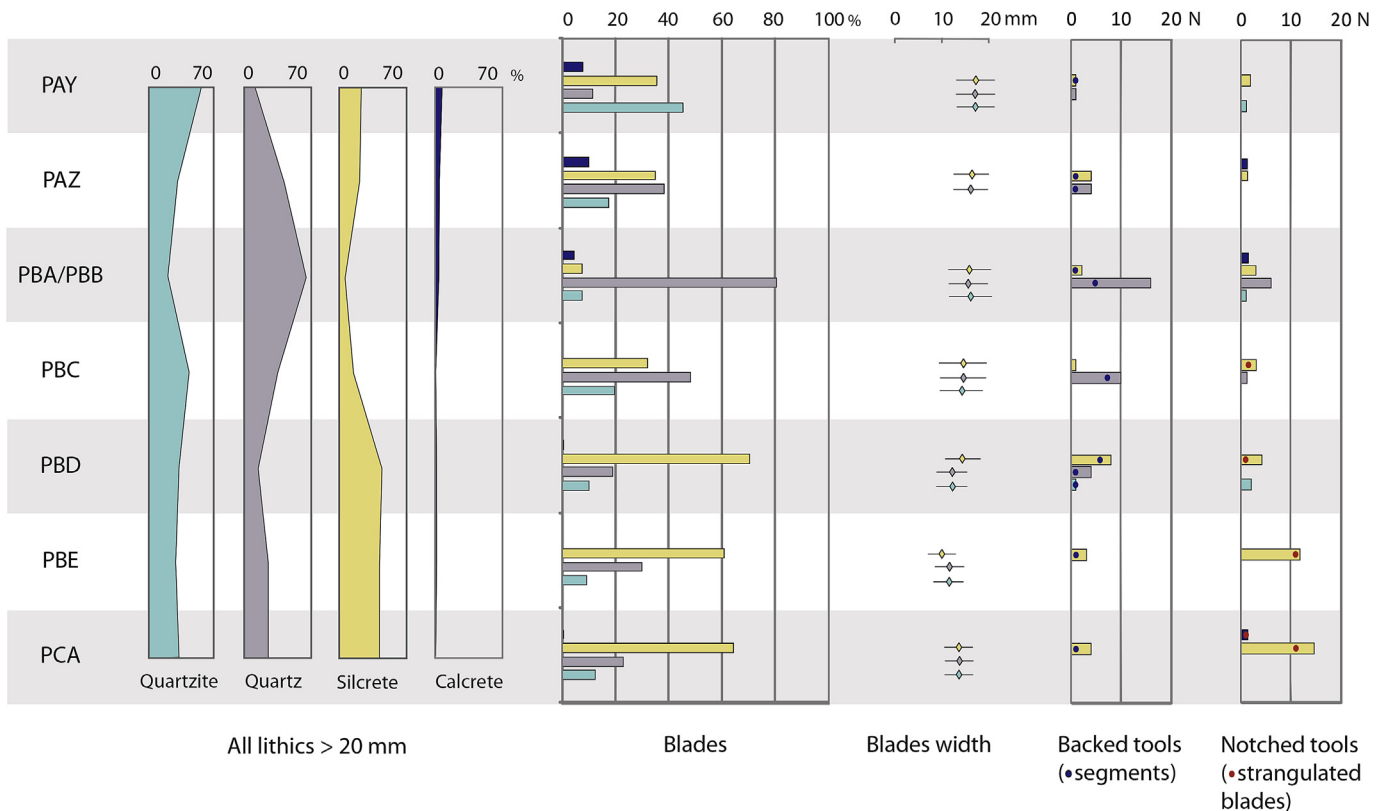 0 20 40 60 80 100 %
0 10 20 mm
0 10 20 N
0 10 20 N
0 70
0 70
0 70
0 70 %
PAY
PAZ
PBA/PBB
PBC
PBD
PBE
PCA
Quartzite
Quartz
Silcrete
Calcrete
All lithics > 20 mm
Blades
Blades width
Backed tools
(• segments)
Notched tools
(• strangulated
blades)